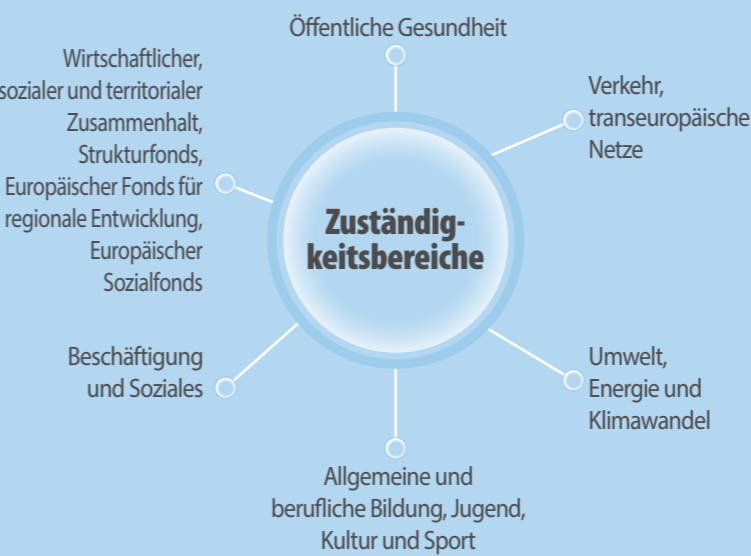 Öffentliche Gesundheit
Wirtschaftlicher,
sozialer und territorialer
Zusammenhalt,
Strukturfonds,
Europäischer Fonds für
regionale Entwicklung,
Europäischer
Sozialfonds
Verkehr,
transeuropäische
Netze
Zuständig-
keitsbereiche
Beschäftigung
und Soziales
Umwelt,
Energie und
Klimawandel
Allgemeine und
berufliche Bildung, Jugend,
Kultur und Sport